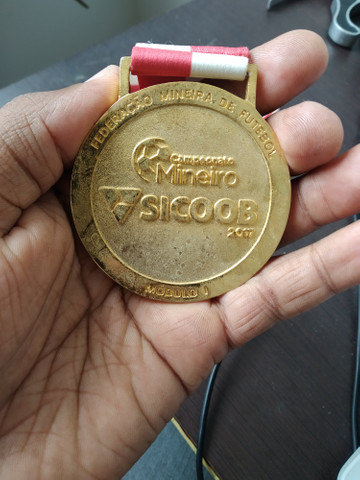 FEDERAÇÃO MINEIRA DE FUTEBOL
Campeonato
Mineiro
SICOOB
2017
MÓDULO I